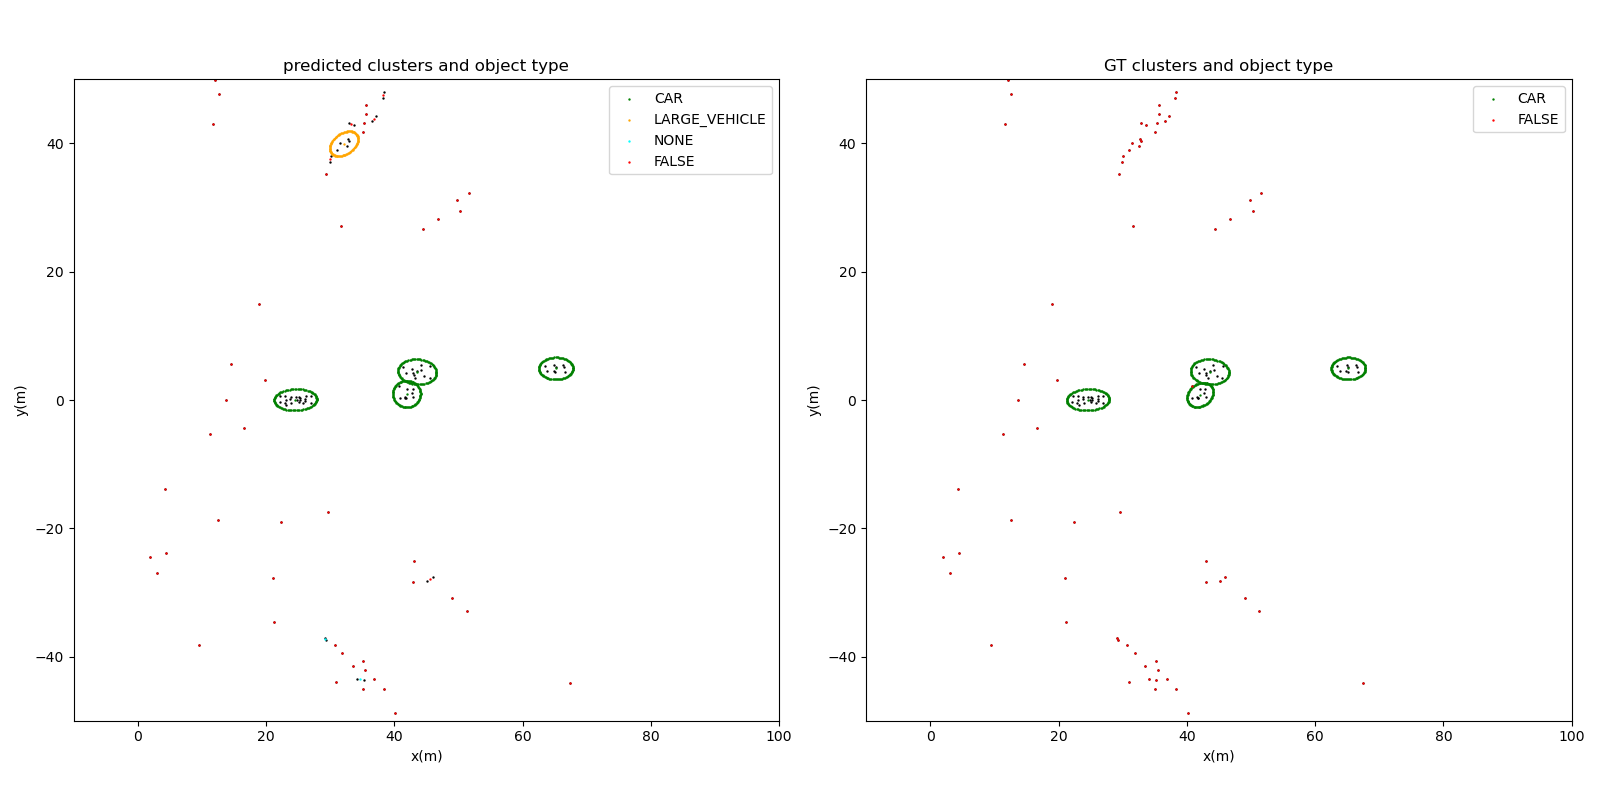 predicted clusters and object type
CAR
LARGE_VEHICLE
NONE
FALSE
40
20
0
−20
−40
y(m)
0 20 40 60 80 100
x(m)
GT clusters and object type
CAR
FALSE
40
20
0
−20
−40
y(m)
0 20 40 60 80 100
x(m)